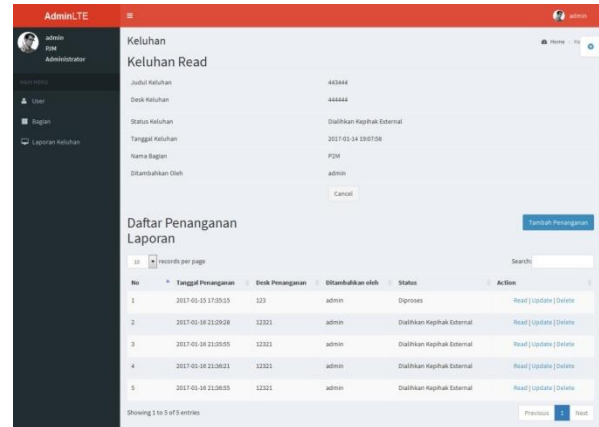 AdminLTE
admin
admin
PJM
Administrator
MAIN MENU
User
Bagian
Laporan Keluhan
Keluhan
Home
Keluhan Read
Judul Keluhan 443444
Desk Keluhan 444444
Status Keluhan Dialihkan Kepihak External
Tanggal Keluhan 2017-01-14 19:07:58
Nama Bagian P2M
Ditambahkan Oleh admin
Cancel
Daftar Penanganan
Laporan
Tambah Penanganan
10 records per page
Search:
No Tanggal Penanganan Desk Penanganan Ditambahkan oleh Status Action
1 2017-01-15 17:35:15 123 admin Diproses Read | Update | Delete
2 2017-01-16 21:29:28 12321 admin Dialihkan Kepihak External Read | Update | Delete
3 2017-01-16 21:35:55 12321 admin Dialihkan Kepihak External Read | Update | Delete
4 2017-01-16 21:36:21 12321 admin Dialihkan Kepihak External Read | Update | Delete
5 2017-01-16 21:36:55 12321 admin Dialihkan Kepihak External Read | Update | Delete
Showing 1 to 5 of 5 entries
Previous 1 Next